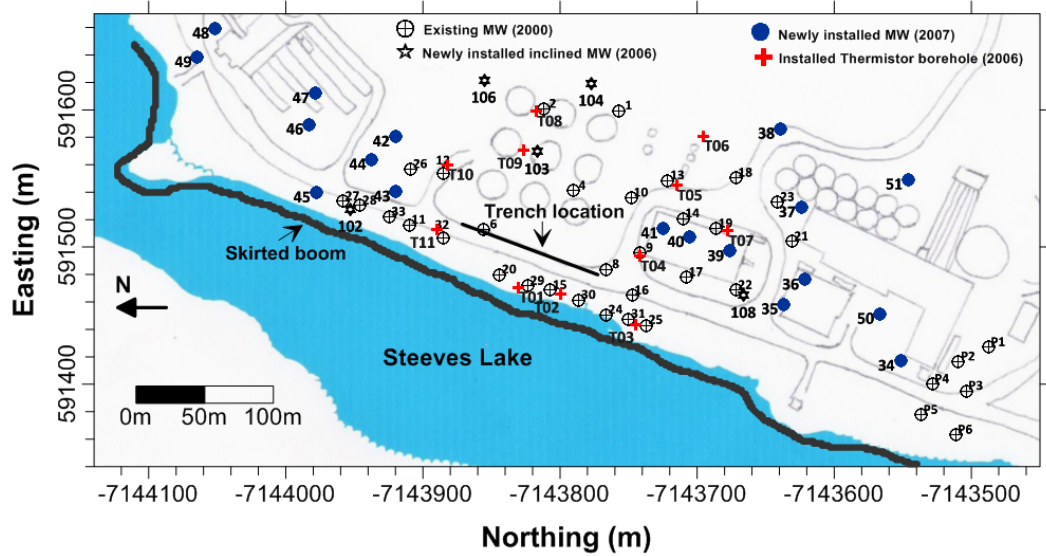 Existing MW (2000)
Newly installed inclined MW (2006)
Newly installed MW (2007)
Installed Thermistor borehole (2006)
48
49
47
46
42
44
45
43
106
104
2
1
T08
T09
103
T06
38
12
T10
26
27
28
102
33
11
32
T11
4
6
Trench location
13
T05
10
14
18
23
37
51
41
40
19
T07
39
21
9
T04
8
17
22
108
36
35
50
34
Skirted boom
20
29
T01
15
T02
30
24
31
T03
25
16
N
Steeves Lake
P1
P2
P3
P4
P5
P6
0m 50m 100m
591600
591500
591400
Easting (m)
-7144100 -7144000 -7143900 -7143800 -7143700 -7143600 -7143500
Northing (m)